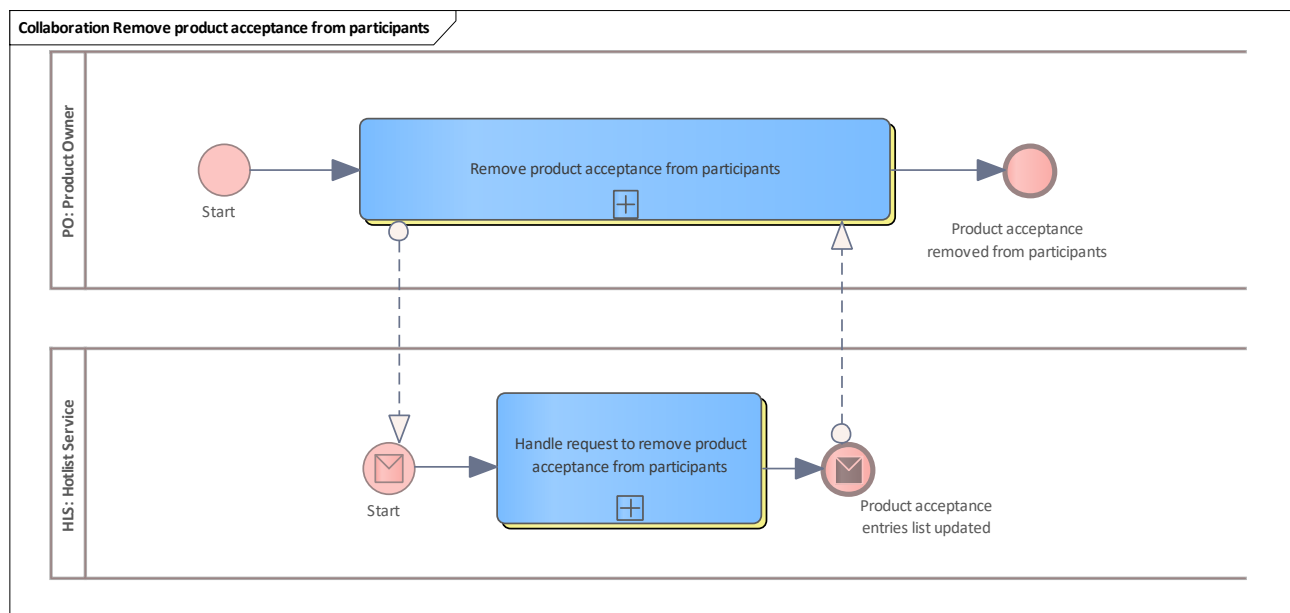 Collaboration Remove product acceptance from participants
PO: Product Owner
Remove product acceptance from participants
Start
Product acceptance
removed from participants
HLS: Hotlist Service
Handle request to remove product
acceptance from participants
Start
Product acceptance
entries list updated